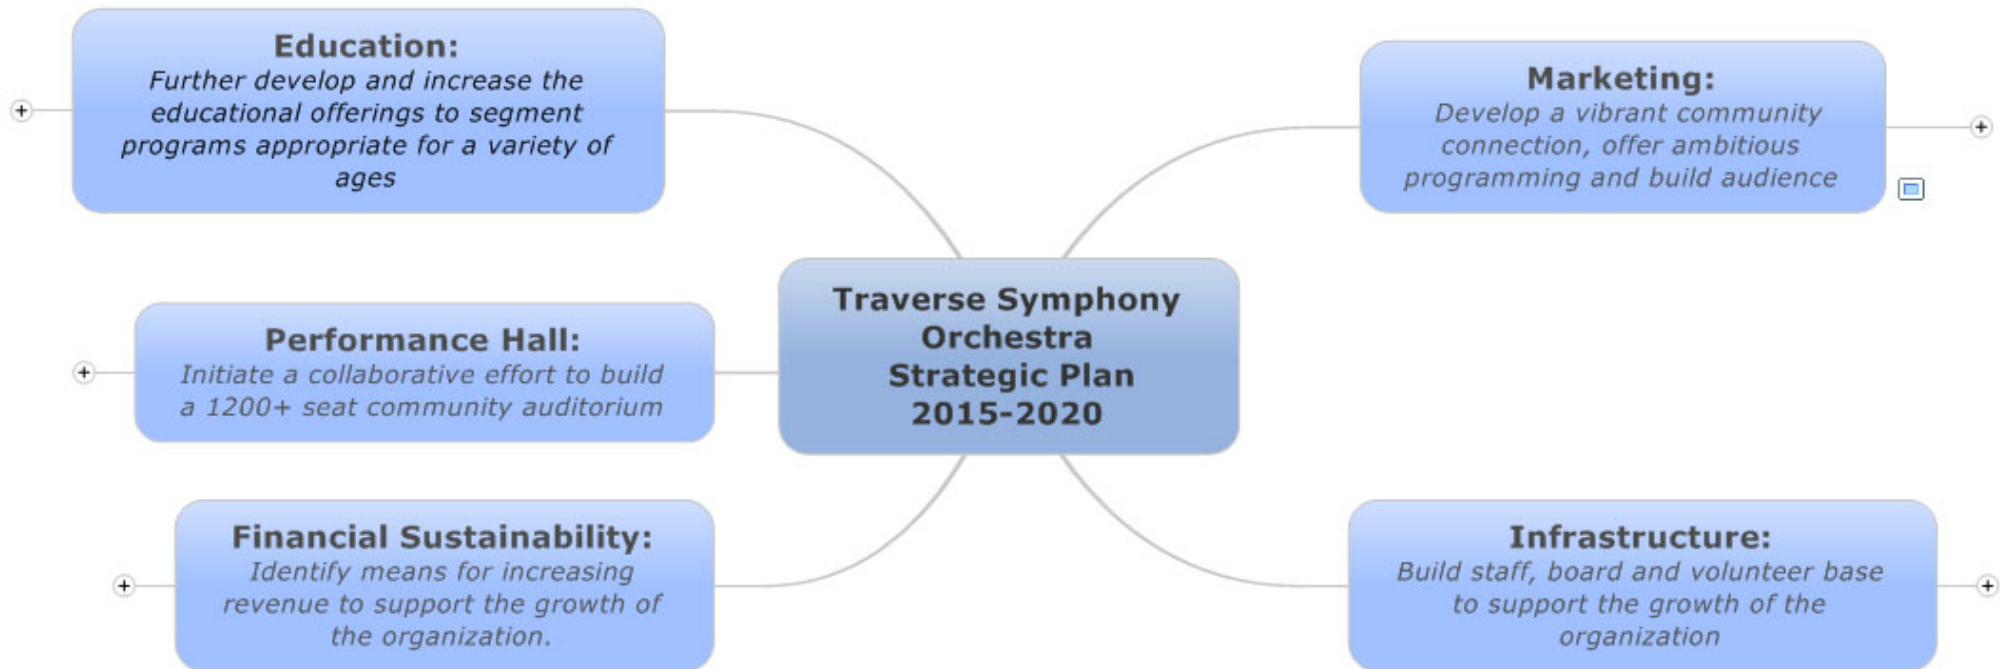 Education:
Further develop and increase the
educational offerings to segment
programs appropriate for a variety of
ages
Marketing:
Develop a vibrant community
connection, offer ambitious
programming and build audience
Traverse Symphony
Orchestra
Strategic Plan
2015-2020
Performance Hall:
Initiate a collaborative effort to build
a 1200+ seat community auditorium
Financial Sustainability:
Identify means for increasing
revenue to support the growth of
the organization.
Infrastructure:
Build staff, board and volunteer base
to support the growth of the
organization